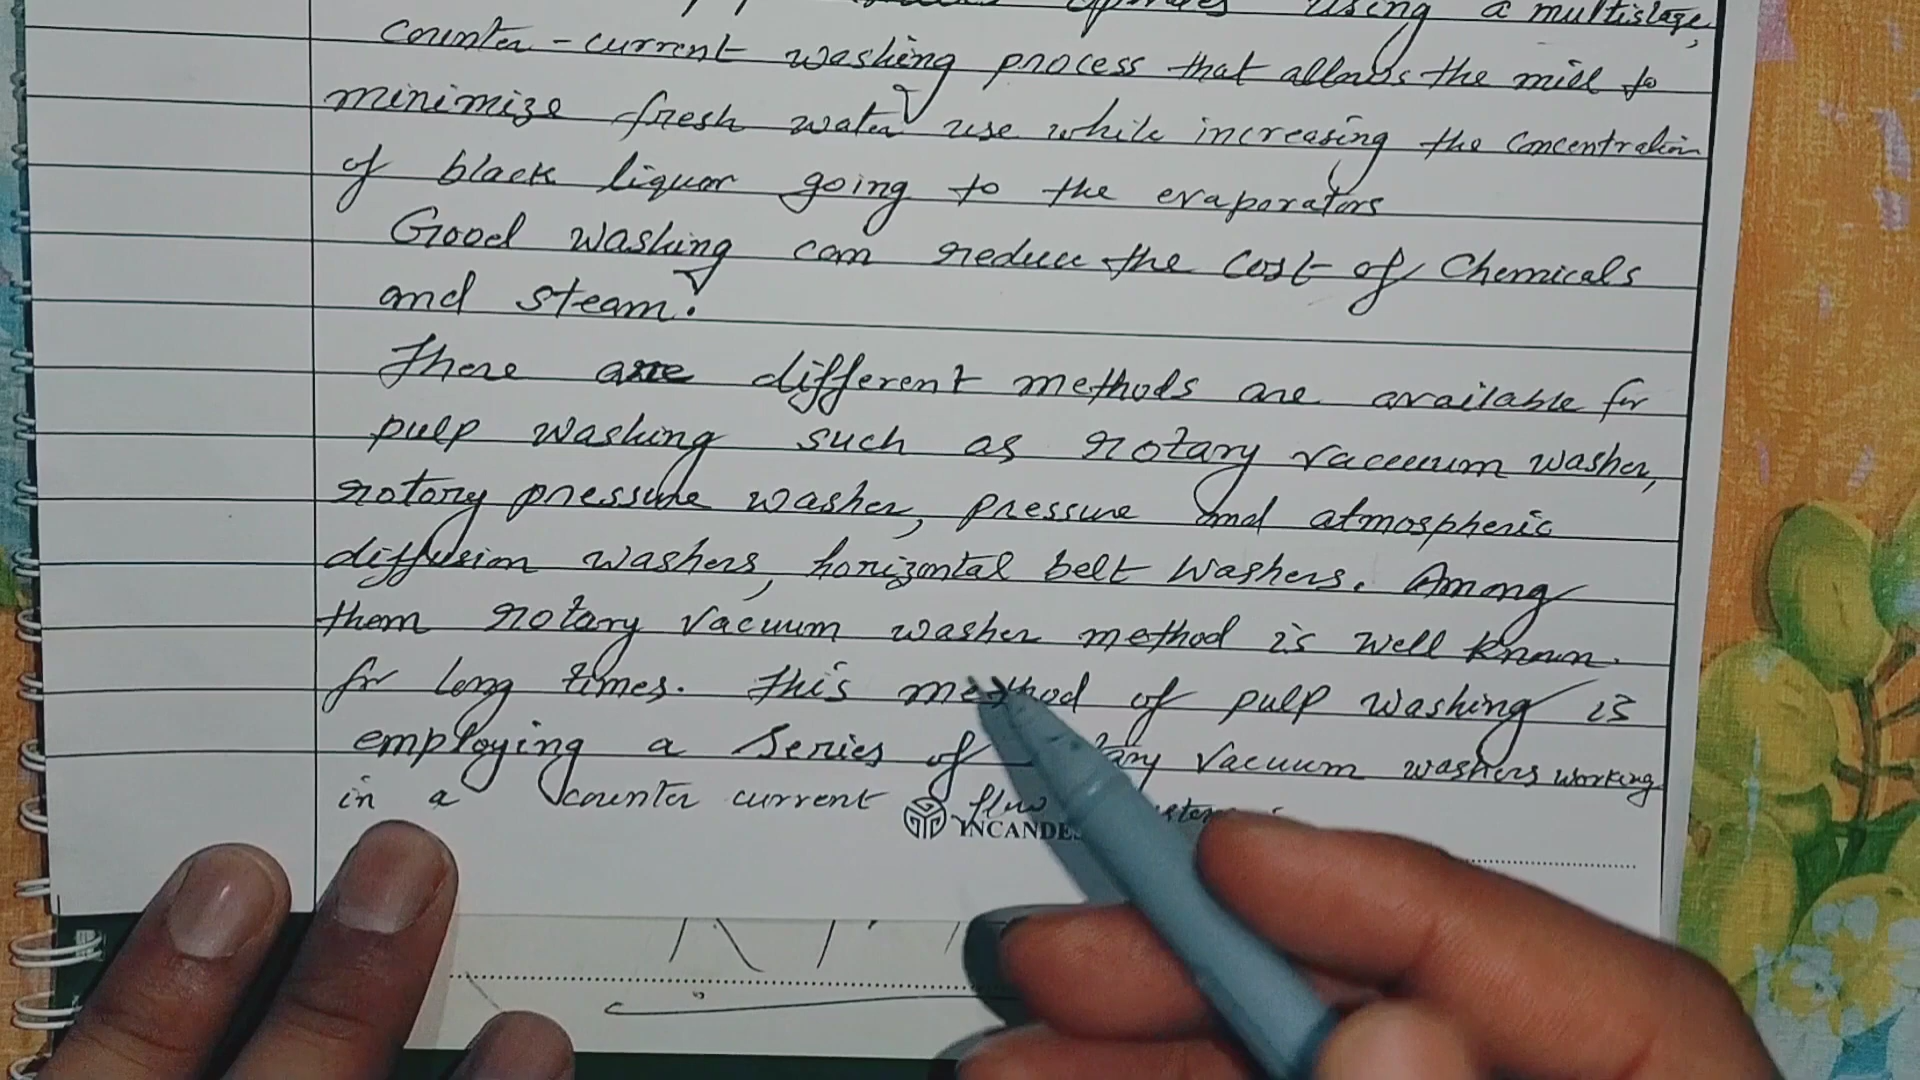 using a multistage,
counter-current washing process that allows the mill to
minimize fresh water use while increasing the concentration
of black liquor going to the evaporators
Good washing can reduce the cost of chemicals
and steam.
There are different methods are available for
pulp washing such as rotary vaccum washer,
rotory pressure washer, pressure and atmospheric
diffusion washers, horizontal belt washers. Among
them rotary vacuum washer method is well known
for long times. This method of pulp washing is
employing a series of vacuum washers working
in a counter current flow